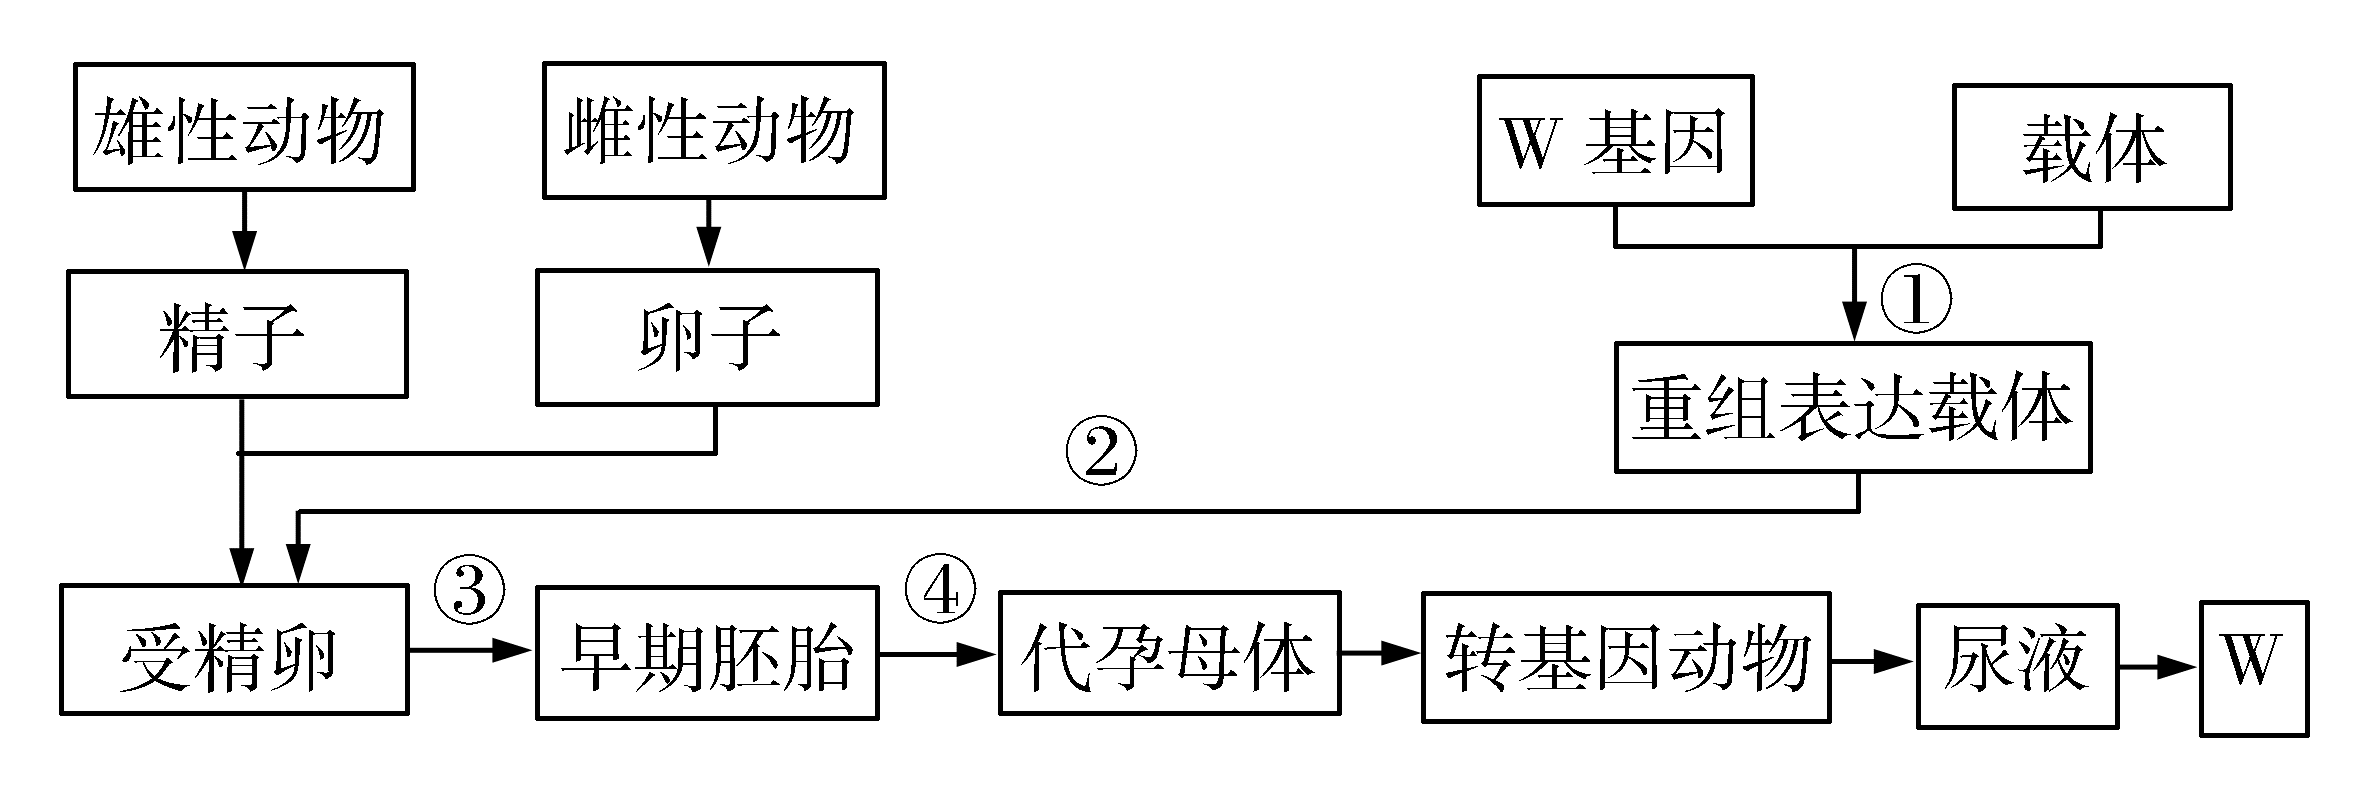 雄性动物
雌性动物
W 基因
载体
精子
卵子
①
重组表达载体
②
受精卵
③
早期胚胎
④
代孕母体
转基因动物
尿液
W